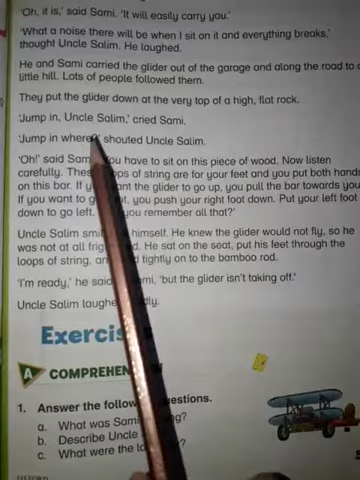 'Oh, it is,' said Sami. 'It will easily carry you.'
'What a noise there will be when I sit on it and everything breaks,'
thought Uncle Salim. He laughed.
He and Sami carried the glider out of the garage and along the road to
little hill. Lots of people followed them.
They put the glider down at the very top of a high, flat rock.
'Jump in, Uncle Salim,' cried Sami.
'Jump in where?' shouted Uncle Salim.
'Oh!' said Sam you have to sit on this piece of wood. Now listen
carefully. Thes ops of string are for your feet and you put both hands
on this bar. If y ant the glider to go up, you pull the bar towards you
If you want to g t, you push your right foot down. Put your left foot
down to go left. you remember all that?'
Uncle Salim smil himself. He knew the glider would not fly, so he
was not at all frig d. He sat on the seat, put his feet through the
loops of string, an d tightly on to the bamboo rod.
'I'm ready,' he said mi, 'but the glider isn't taking off.'
Uncle Salim laughe dly.
Exercis
A COMPREHEN N
1. Answer the follow estions.
a. What was Sam g?
b. Describe Uncle
c. What were the lo ?